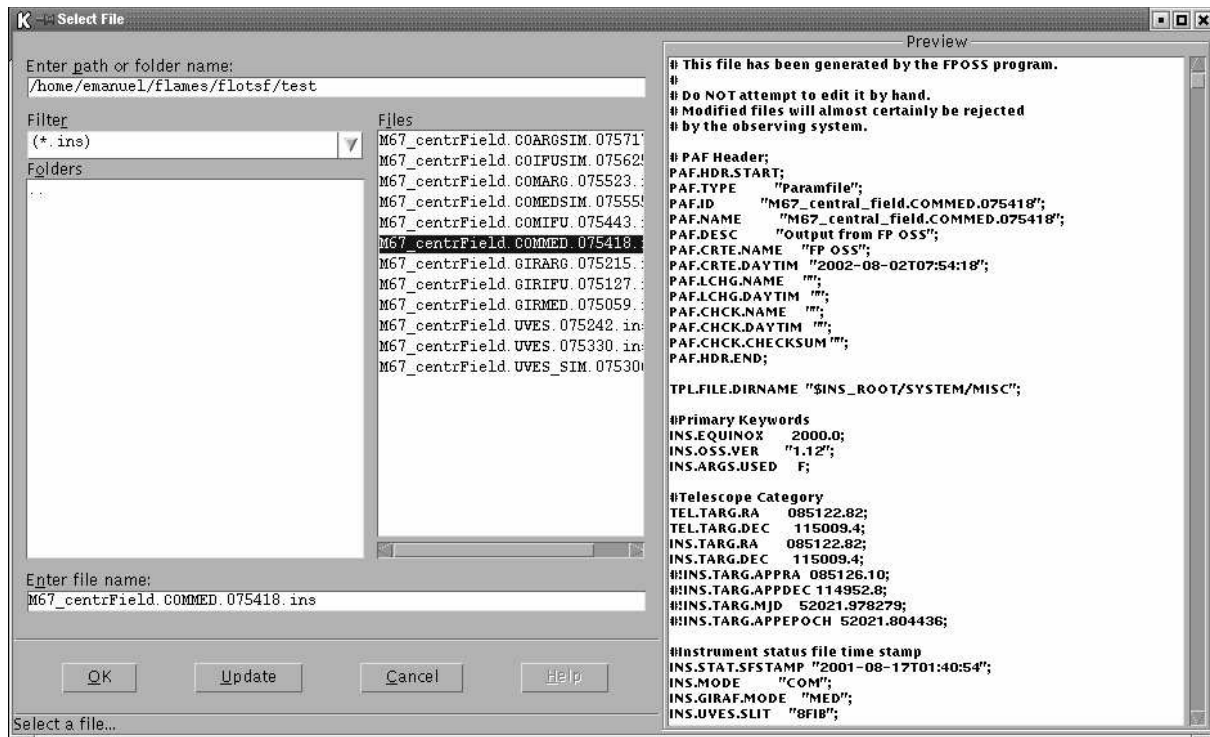 Select File
Enter path or folder name:
/home/emanuel/flames/flotsf/test
Filter
(*.ins)
Folders
..
Files
M67_centrField.COARGSIM.07571
M67_centrField.COIFUSIM.07562
M67_centrField.COMARG.075523.
M67_centrField.COMEDSIM.07555
M67_centrField.COMIFU.075443.
M67_centrField.COMMED.075418.
M67_centrField.GIRARG.075215.
M67_centrField.GIRIFU.075127.
M67_centrField.GIRMED.075059.
M67_centrField.UVES.075242.in
M67_centrField.UVES.075330.in
M67_centrField.UVES_SIM.07530
Enter file name:
M67_centrField.COMMED.075418.ins
OK
Update
Cancel
Help
Select a file...
Preview
# This file has been generated by the FPOSS program.
#
# Do NOT attempt to edit it by hand.
# Modified files will almost certainly be rejected
# by the observing system.
# PAF Header;
PAF.HDR.START;
PAF.TYPE "Paramfile";
PAF.ID "M67_central_field.COMMED.075418";
PAF.NAME "M67_central_field.COMMED.075418";
PAF.DESC "Output from FP OSS";
PAF.CRTE.NAME "FP OSS";
PAF.CRTE.DAYTIM "2002-08-02T07:54:18";
PAF.LCHG.NAME "";
PAF.LCHG.DAYTIM "";
PAF.CHCK.NAME "";
PAF.CHCK.DAYTIM "";
PAF.CHCK.CHECKSUM "";
PAF.HDR.END;
TPL.FILE.DIRNAME "$INS_ROOT/SYSTEM/MISC";
#Primary Keywords
INS.EQUINOX 2000.0;
INS.OSS.VER "1.12";
INS.ARGS.USED F;
#Telescope Category
TEL.TARG.RA 085122.82;
TEL.TARG.DEC 115009.4;
INS.TARG.RA 085122.82;
INS.TARG.DEC 115009.4;
#!INS.TARG.APPRA 085126.10;
#!INS.TARG.APPDEC 114952.8;
#!INS.TARG.MJD 52021.978279;
#!INS.TARG.APPEPOCH 52021.804436;
#Instrument status file time stamp
INS.STAT.SFSTAMP "2001-08-17T01:40:54";
INS.MODE "COM";
INS.GIRAF.MODE "MED";
INS.UVES.SLIT "8FIB";